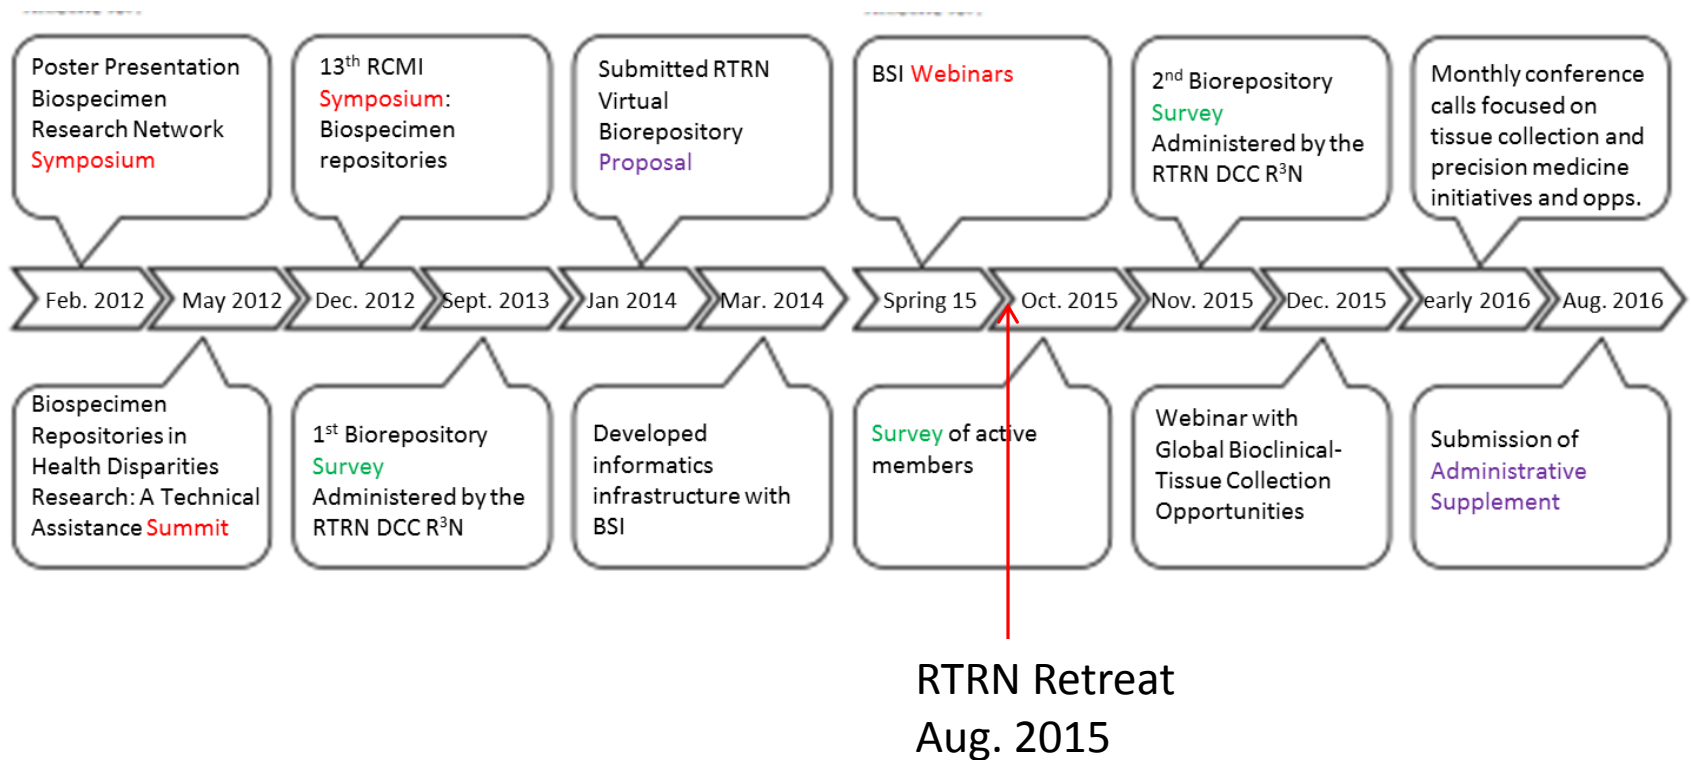 Poster Presentation
Biospecimen
Research Network
Symposium
13th RCMI
Symposium:
Biospecimen
repositories
Submitted RTRN
Virtual
Biorepository
Proposal
BSI Webinars
2nd Biorepository
Survey
Administered by the
RTRN DCC R³N
Monthly conference
calls focused on
tissue collection and
precision medicine
initiatives and opps.
Feb. 2012
May 2012
Dec. 2012
Sept. 2013
Jan 2014
Mar. 2014
Spring 15
Oct. 2015
Nov. 2015
Dec. 2015
early 2016
Aug. 2016
Biospecimen
Repositories in
Health Disparities
Research: A Technical
Assistance Summit
1st Biorepository
Survey
Administered by the
RTRN DCC R³N
Developed
informatics
infrastructure with
BSI
Survey of active
members
Webinar with
Global Bioclinical-
Tissue Collection
Opportunities
Submission of
Administrative
Supplement
RTRN Retreat
Aug. 2015